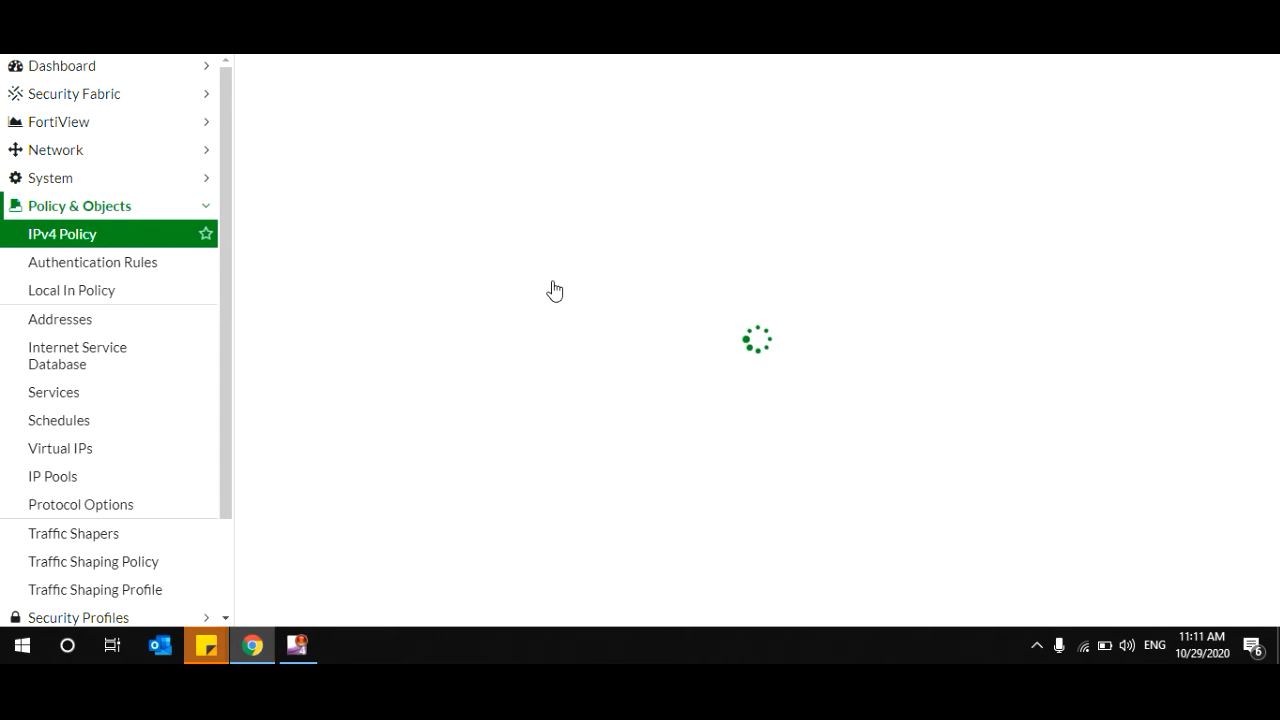 Dashboard
Security Fabric
FortiView
Network
System
Policy & Objects
IPv4 Policy
Authentication Rules
Local In Policy
Addresses
Internet Service
Database
Services
Schedules
Virtual IPs
IP Pools
Protocol Options
Traffic Shapers
Traffic Shaping Policy
Traffic Shaping Profile
Security Profiles
ENG
11:11 AM
10/29/2020
6
4